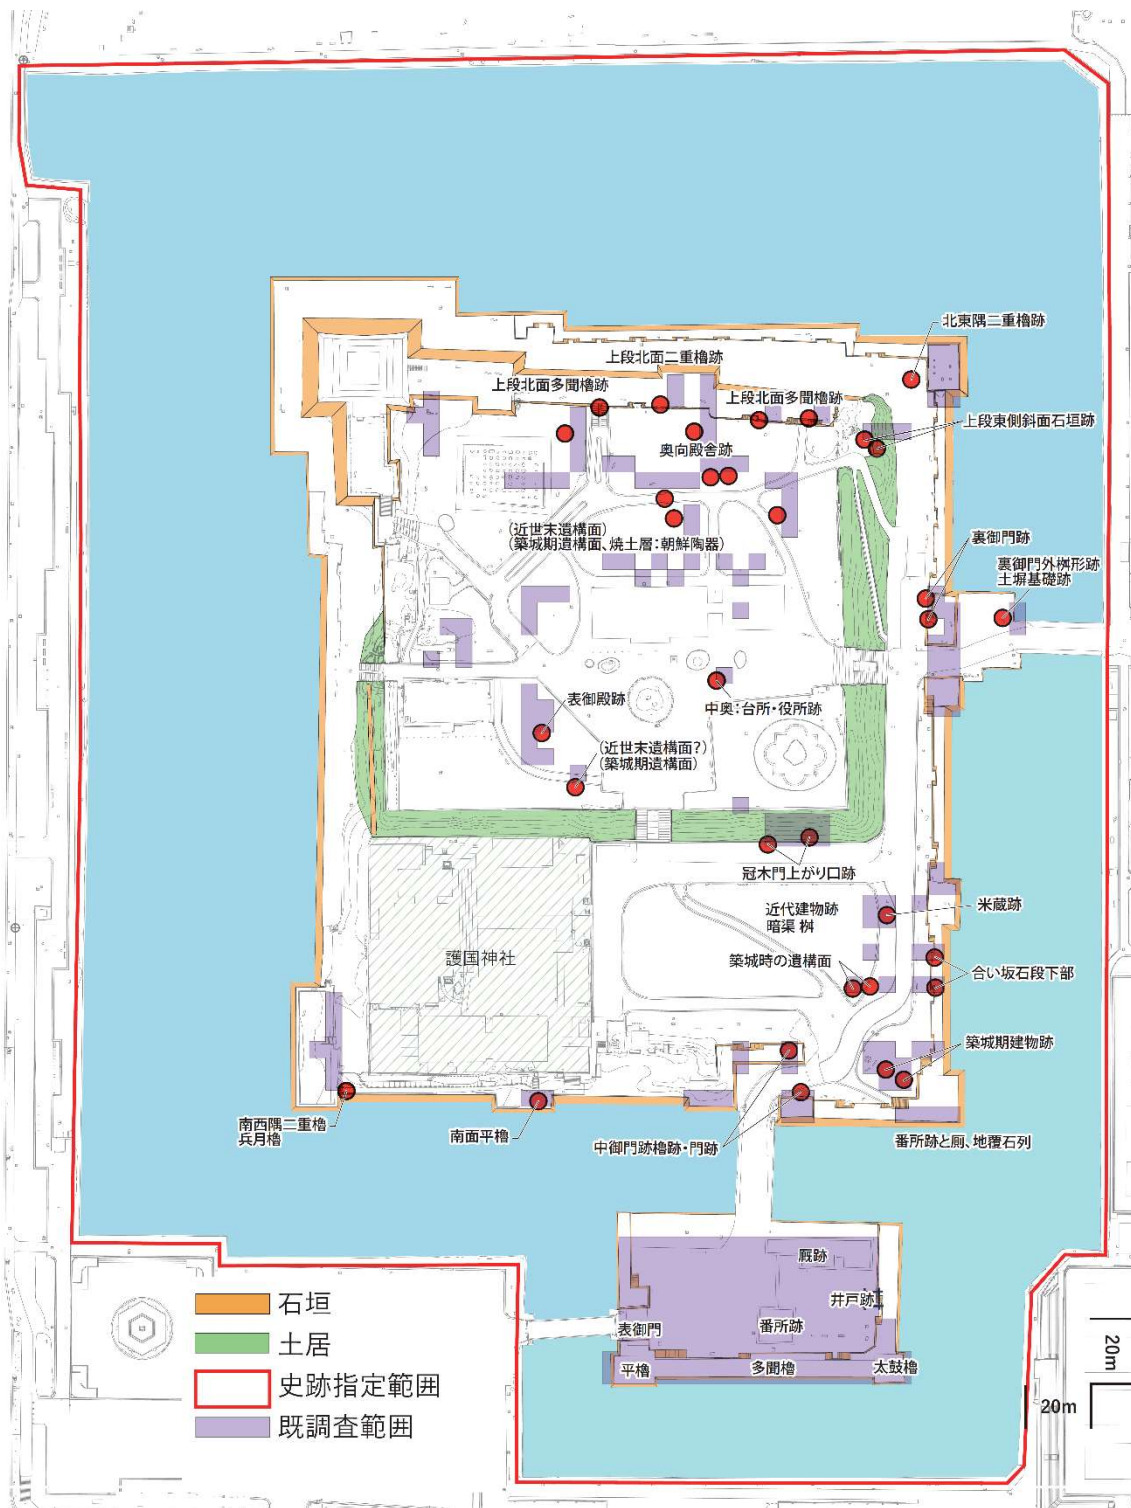 北東隅二重櫓跡
上段北面二重櫓跡
上段北面多聞櫓跡
上段北面多聞櫓跡
上段東側斜面石垣跡
奥向殿舎跡
(近世末遺構面)
(築城期遺構面、焼土層:朝鮮陶器)
裏御門跡
裏御門外桝形跡
土塀基礎跡
表御殿跡
中奥:台所・役所跡
(近世末遺構面?)
(築城期遺構面)
冠木門上がり口跡
近代建物跡
暗渠 桝
米蔵跡
護国神社
築城時の遺構面
合い坂石段下部
築城期建物跡
南西隅二重櫓
兵月櫓
南面平櫓
中御門跡櫓跡・門跡
番所跡と厠、地覆石列
厩跡
井戸跡
表御門
番所跡
平櫓
多聞櫓
太鼓櫓
石垣
土居
史跡指定範囲
既調査範囲
20m
20m